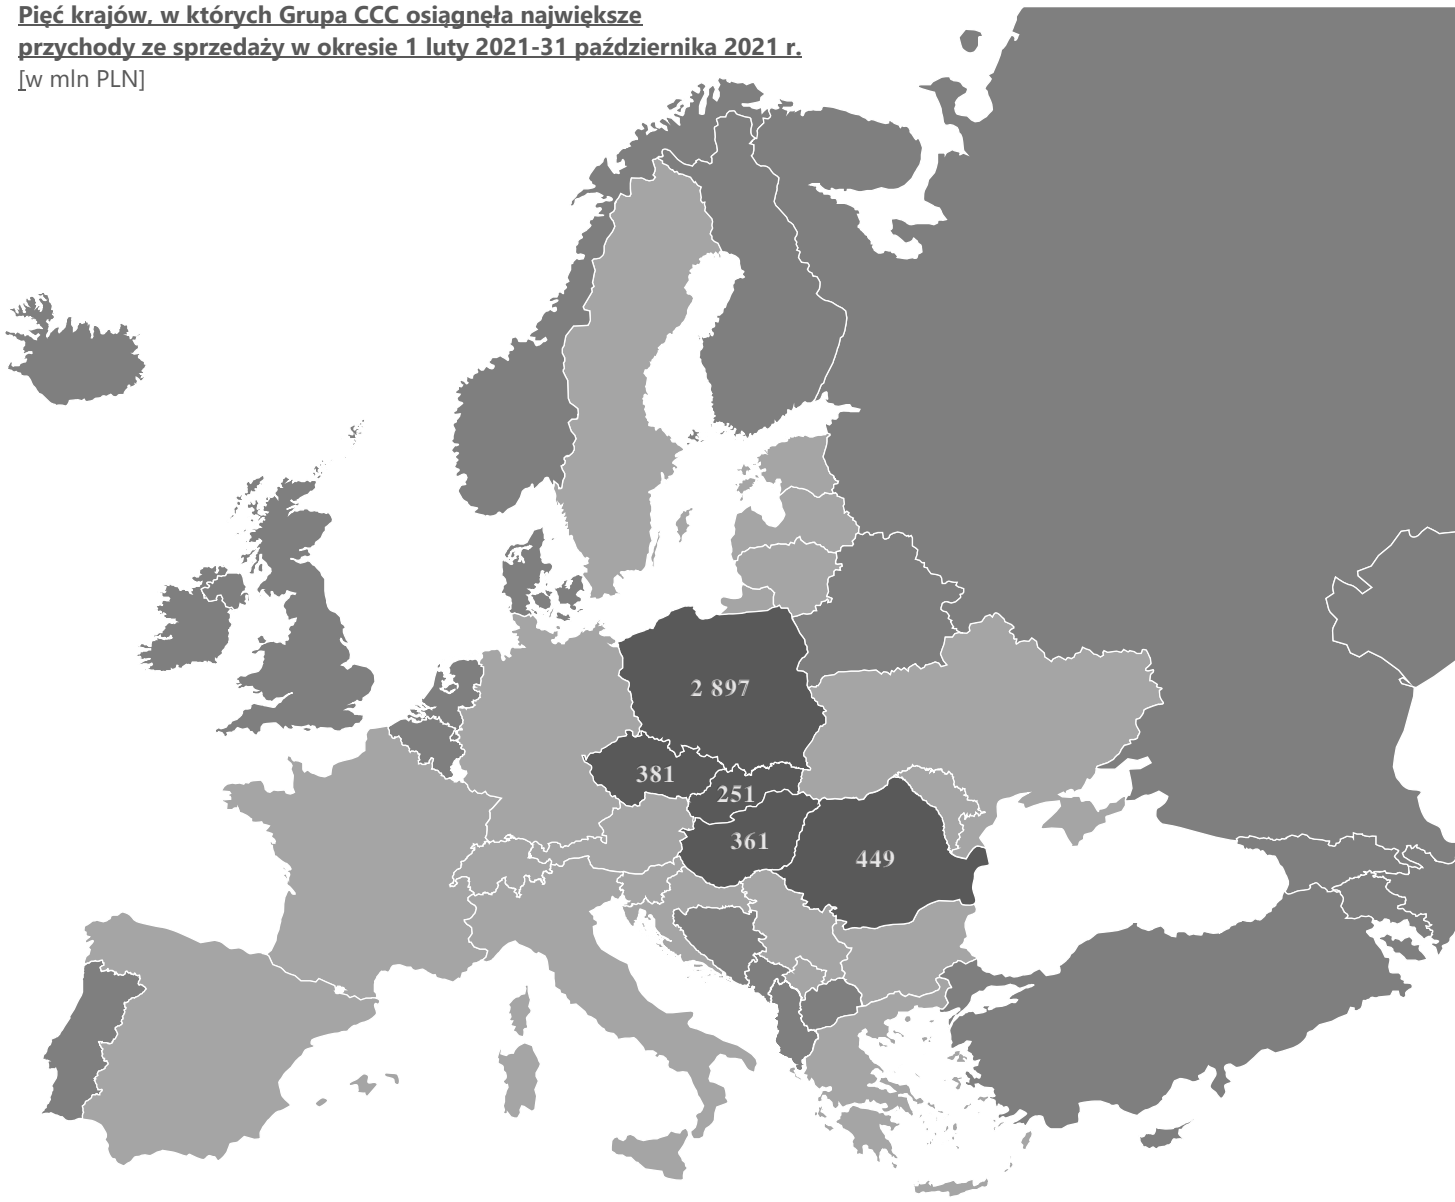 Pięć krajów, w których Grupa CCC osiągnęła największe
przychody ze sprzedaży w okresie 1 luty 2021-31 października 2021 r.
[w mln PLN]
2 897
381
251
361
449